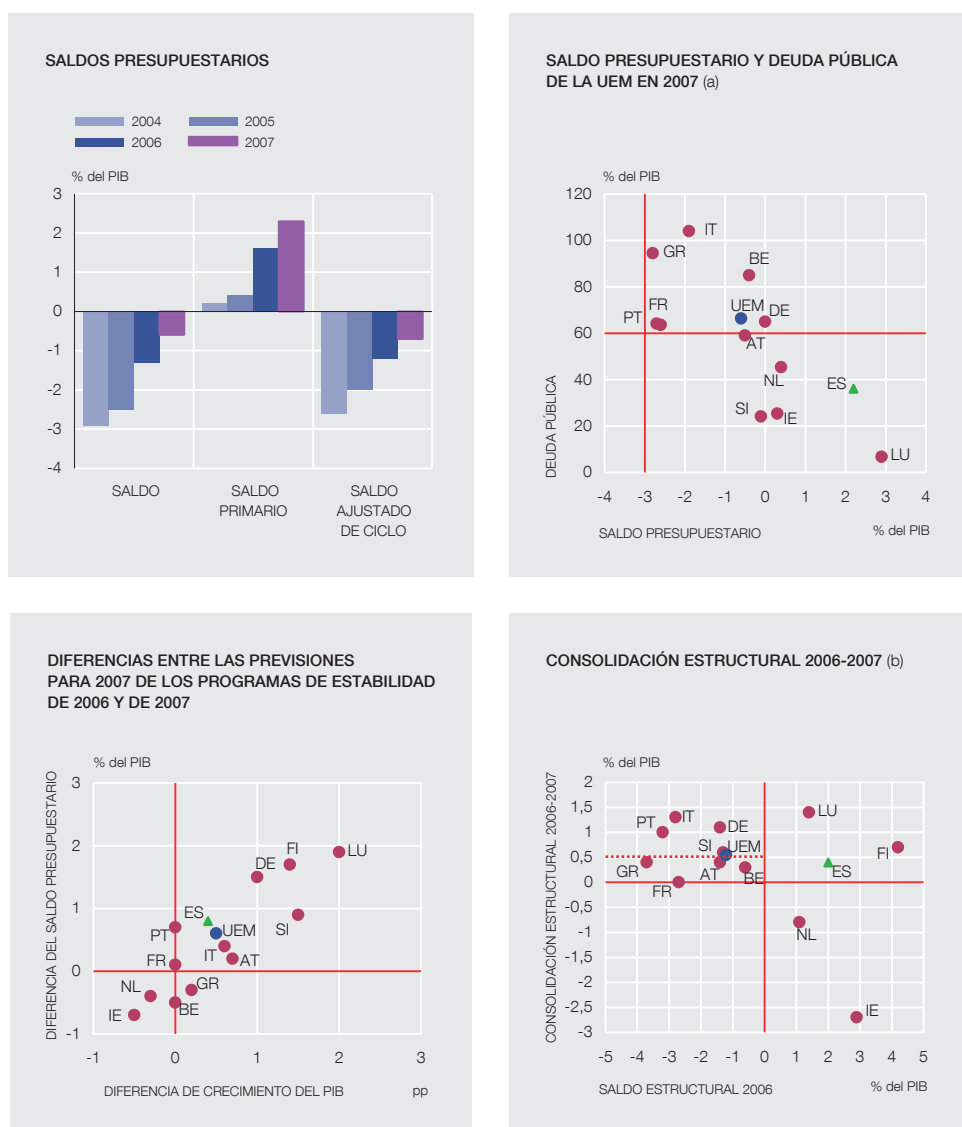 SALDOS PRESUPUESTARIOS
2004
2005
2006
2007
% del PIB
3
2
1
0
-1
-2
-3
-4
SALDO
SALDO
PRIMARIO
SALDO
AJUSTADO
DE CICLO
SALDO PRESUPUESTARIO Y DEUDA PÚBLICA
DE LA UEM EN 2007 (a)
% del PIB
DEUDA PÚBLICA
120
100
80
60
40
20
0
IT
GR
BE
FR
PT
UEM
DE
AT
NL
ES
SI
IE
LU
-4 -3 -2 -1 0 1 2 3 4
SALDO PRESUPUESTARIO
% del PIB
DIFERENCIAS ENTRE LAS PREVISIONES
PARA 2007 DE LOS PROGRAMAS DE ESTABILIDAD
DE 2006 Y DE 2007
% del PIB
DIFERENCIA DEL SALDO PRESUPUESTARIO
3
2
1
0
-1
FI
LU
DE
ES
SI
PT
UEM
FR
IT
AT
NL
GR
IE
BE
-1 0 1 2 3
DIFERENCIA DE CRECIMIENTO DEL PIB
pp
CONSOLIDACIÓN ESTRUCTURAL 2006-2007 (b)
% del PIB
CONSOLIDACIÓN ESTRUCTURAL 2006-2007
2
1,5
1
0,5
0
-0,5
-1
-1,5
-2
-2,5
-3
PT
IT
DE
LU
SI
UEM
FI
GR
AT
BE
ES
FR
NL
IE
-5 -4 -3 -2 -1 0 1 2 3 4 5
SALDO ESTRUCTURAL 2006
% del PIB